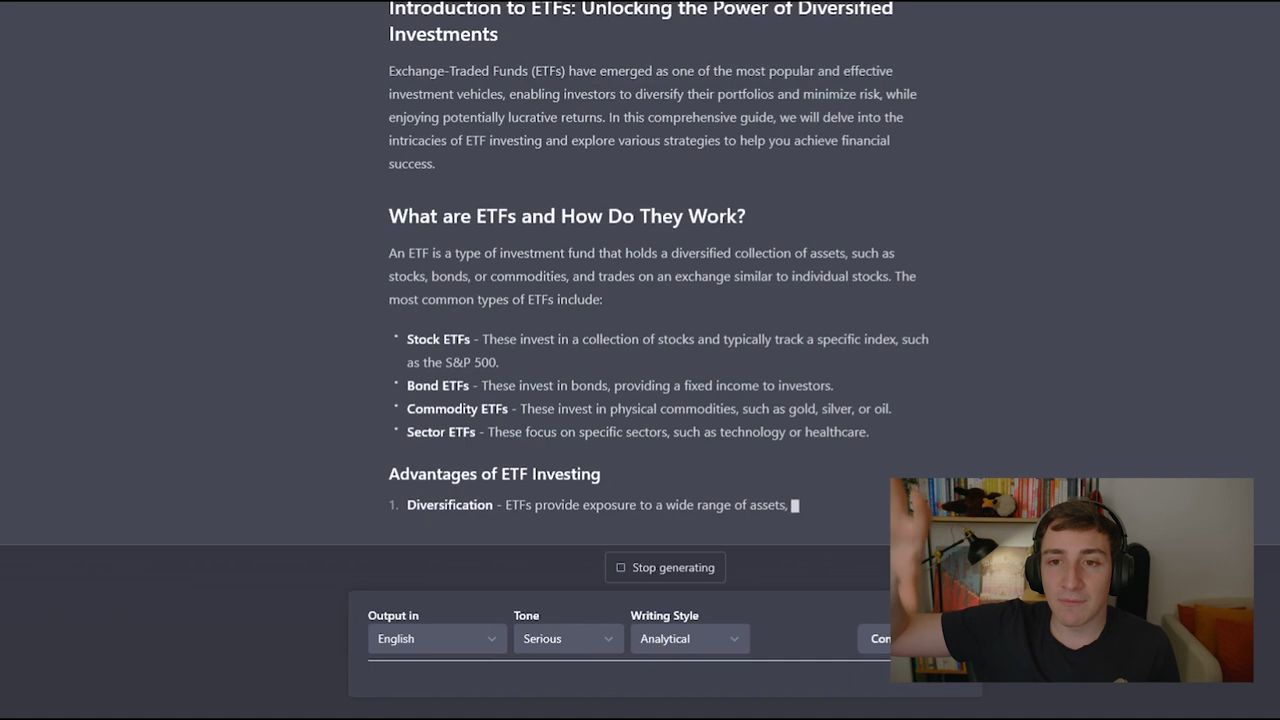 Introduction to ETFs: Unlocking the Power of Diversified
Investments
Exchange-Traded Funds (ETFs) have emerged as one of the most popular and effective
investment vehicles, enabling investors to diversify their portfolios and minimize risk, while
enjoying potentially lucrative returns. In this comprehensive guide, we will delve into the
intricacies of ETF investing and explore various strategies to help you achieve financial
success.
What are ETFs and How Do They Work?
An ETF is a type of investment fund that holds a diversified collection of assets, such as
stocks, bonds, or commodities, and trades on an exchange similar to individual stocks. The
most common types of ETFs include:
• Stock ETFs - These invest in a collection of stocks and typically track a specific index, such
as the S&P 500.
• Bond ETFs - These invest in bonds, providing a fixed income to investors.
• Commodity ETFs - These invest in physical commodities, such as gold, silver, or oil.
• Sector ETFs - These focus on specific sectors, such as technology or healthcare.
Advantages of ETF Investing
1. Diversification - ETFs provide exposure to a wide range of assets,
Stop generating
Output in Tone Writing Style
English Serious Analytical Con